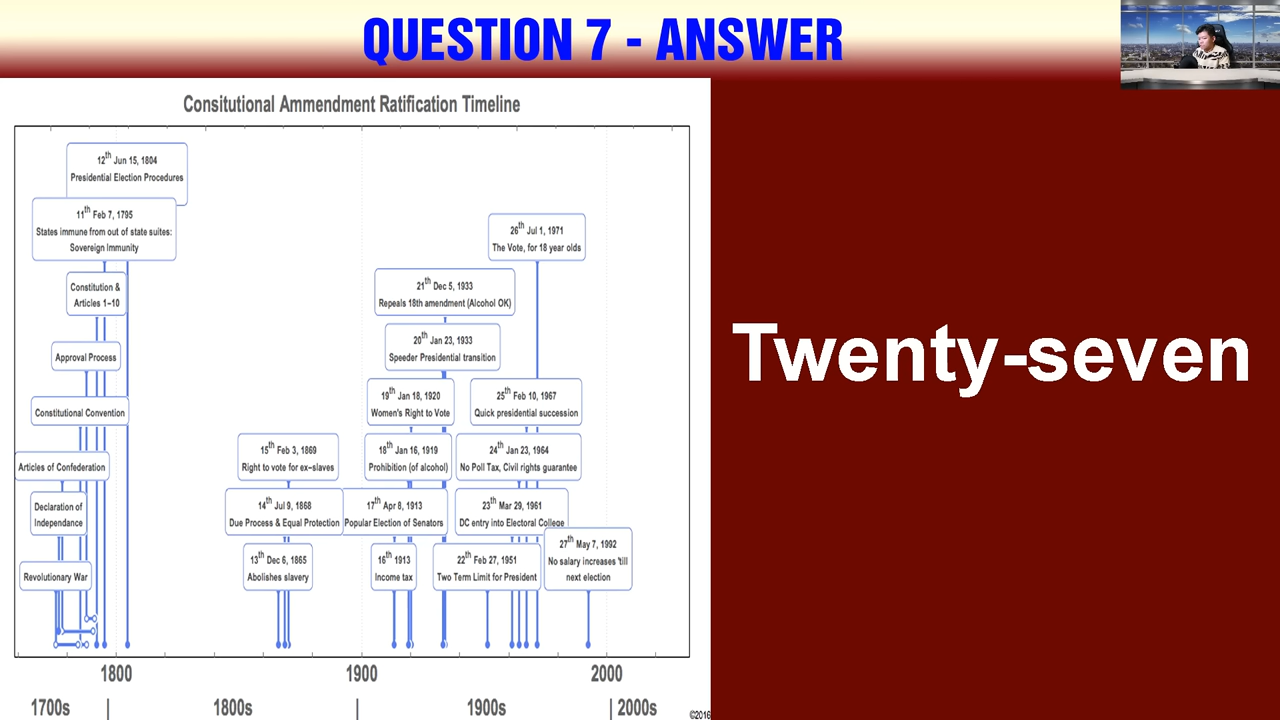 QUESTION 7 - ANSWER
Consitutional Ammendment Ratification Timeline
12th Jun 15, 1804
Presidential Election Procedures
11th Feb 7, 1795
States immune from out of state suites:
Sovereign Immunity
Constitution &
Articles 1-10
Approval Process
Constitutional Convention
Articles of Confederation
Declaration of
Independance
Revolutionary War
15th Feb 3, 1869
Right to vote for ex-slaves
14th Jul 9, 1868
Due Process & Equal Protection
13th Dec 6, 1865
Abolishes slavery
21th Dec 5, 1933
Repeals 18th amendment (Alcohol OK)
20th Jan 23, 1933
Speeder Presidential transition
19th Jan 18, 1920
Women's Right to Vote
18th Jan 16, 1919
Prohibition (of alcohol)
17th Apr 8, 1913
Popular Election of Senators
16th 1913
Income tax
26th Jul 1, 1971
The Vote, for 18 year olds
25th Feb 10, 1967
Quick presidential succession
24th Jan 23, 1964
No Poll Tax, Civil rights guarantee
23th Mar 29, 1961
DC entry into Electoral College
22th Feb 27, 1951
Two Term Limit for President
27th May 7, 1992
No salary increases 'till
next election
1800 1900 2000
1700s | 1800s | 1900s | 2000s
©2016
Twenty-seven